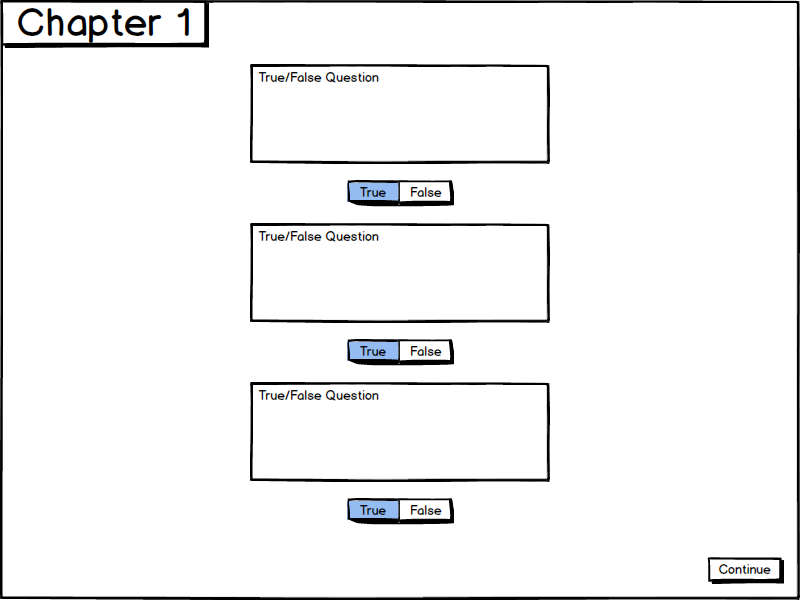 Chapter 1
True/False Question
True False
True/False Question
True False
True/False Question
True False
Continue